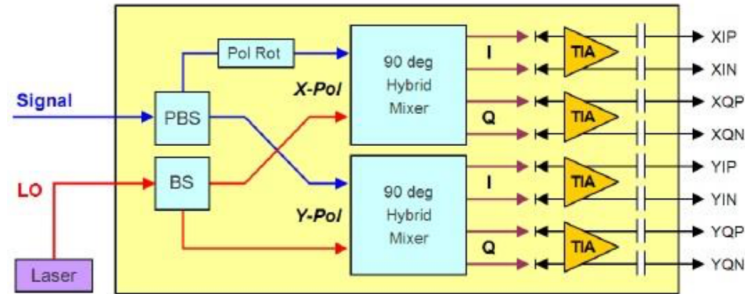 Pol Rot
90 deg
Hybrid
Mixer
X-Pol
I
Q
TIA
TIA
XIP
XIN
XQP
XQN
Signal
PBS
LO
BS
Laser
Y-Pol
90 deg
Hybrid
Mixer
I
Q
TIA
TIA
YIP
YIN
YQP
YQN